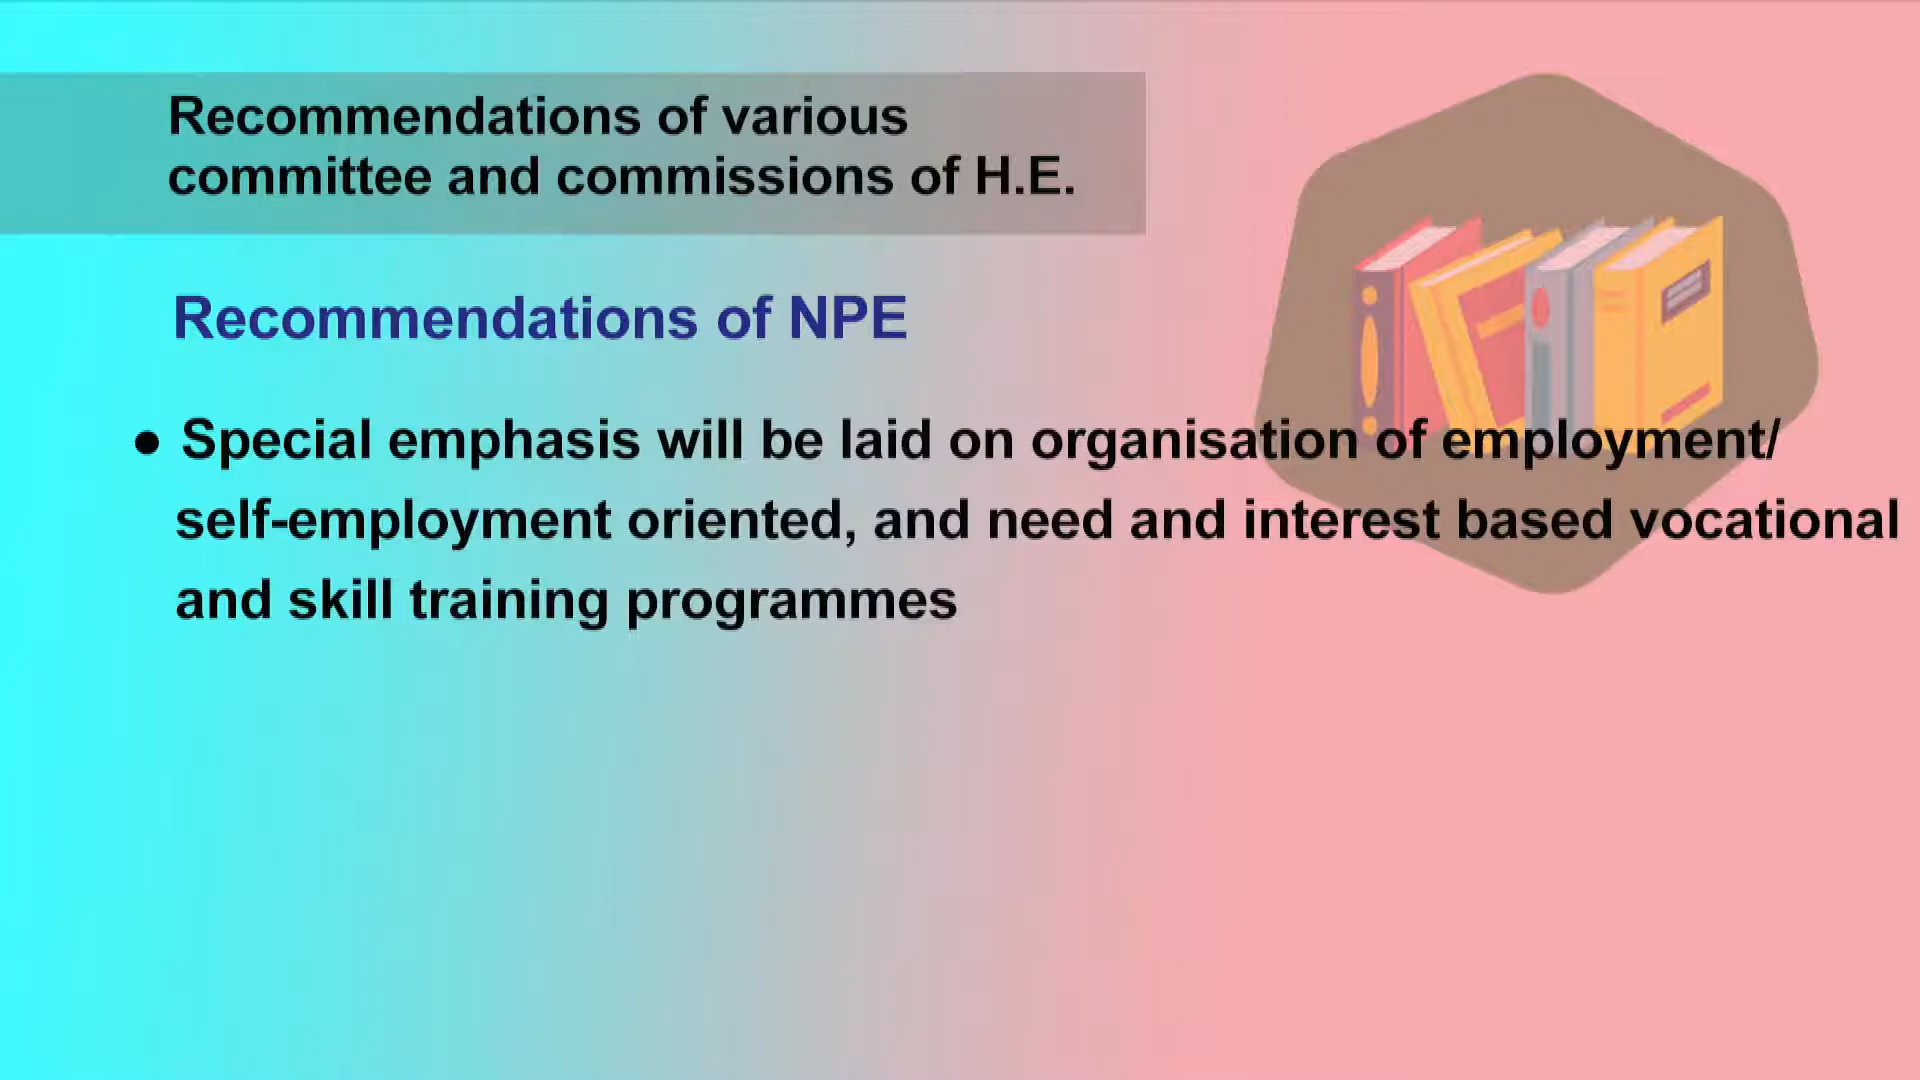 Recommendations of various
committee and commissions of H.E.
Recommendations of NPE
● Special emphasis will be laid on organisation of employment/
self-employment oriented, and need and interest based vocational
and skill training programmes